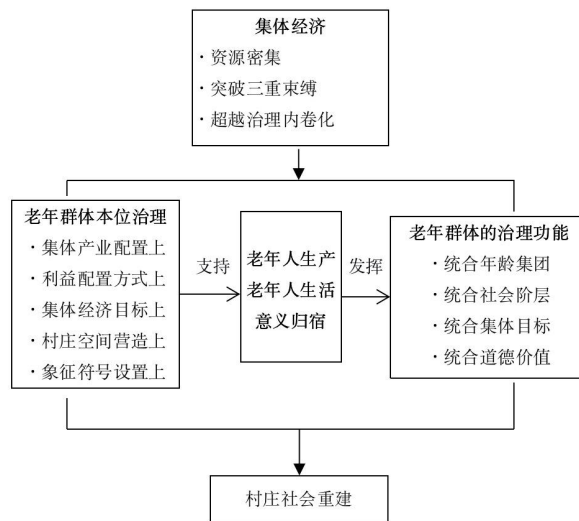 集体经济
·资源密集
·突破三重束缚
·超越治理内卷化
老年群体本位治理
·集体产业配置上
·利益配置方式上
·集体经济目标上
·村庄空间营造上
·象征符号设置上
支持
老年人生产
老年人生活
意义归宿
发挥
老年群体的治理功能
·统合年龄集团
·统合社会阶层
·统合集体目标
·统合道德价值
村庄社会重建